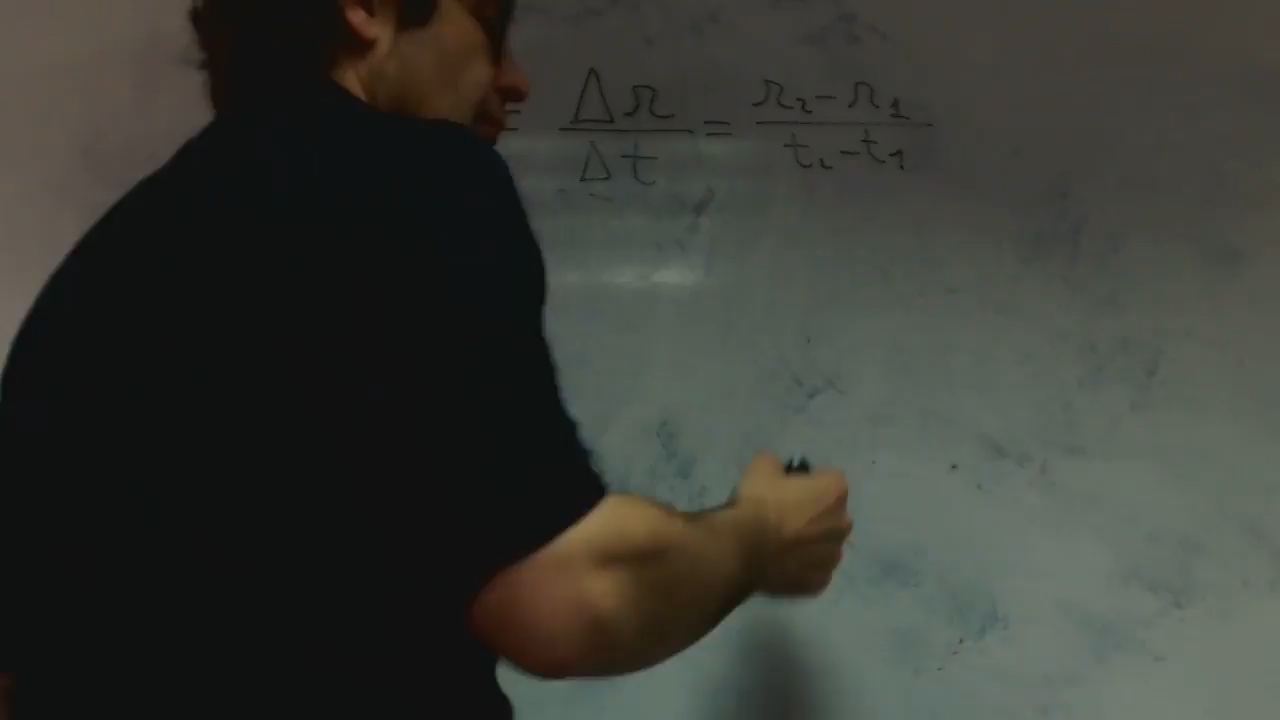 = Δr / Δt = r₂ - r₁ / t₂ - t₁